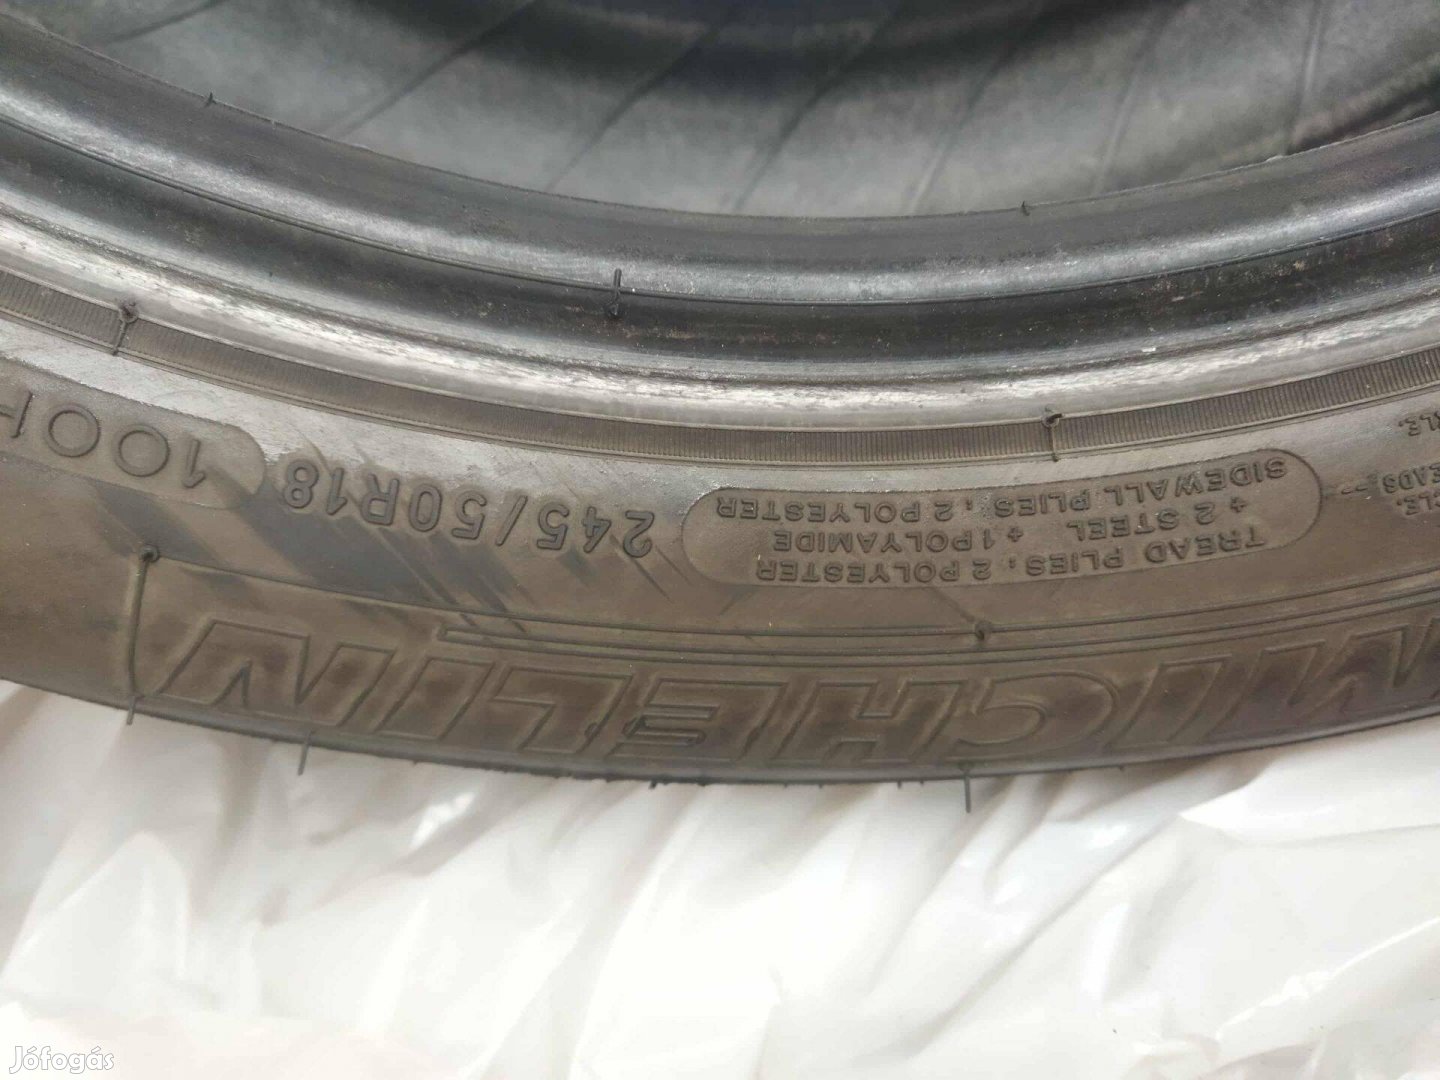 MICHELIN
TREAD PLIES: 2 POLYESTER
+ 2 STEEL + 1 POLYAMIDE
SIDEWALL PLIES: 2 POLYESTER
245/50R18 100H
Jófogás